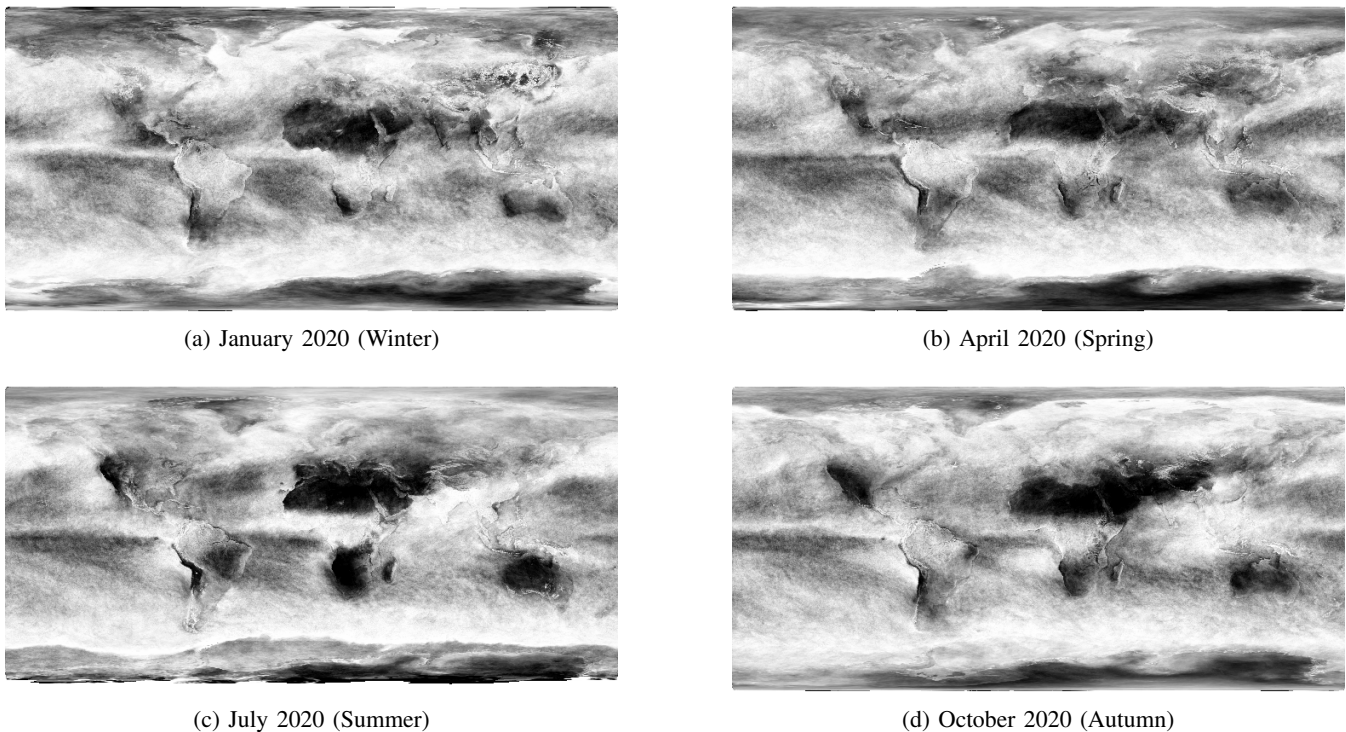 (a) January 2020 (Winter)
(b) April 2020 (Spring)
(c) July 2020 (Summer)
(d) October 2020 (Autumn)